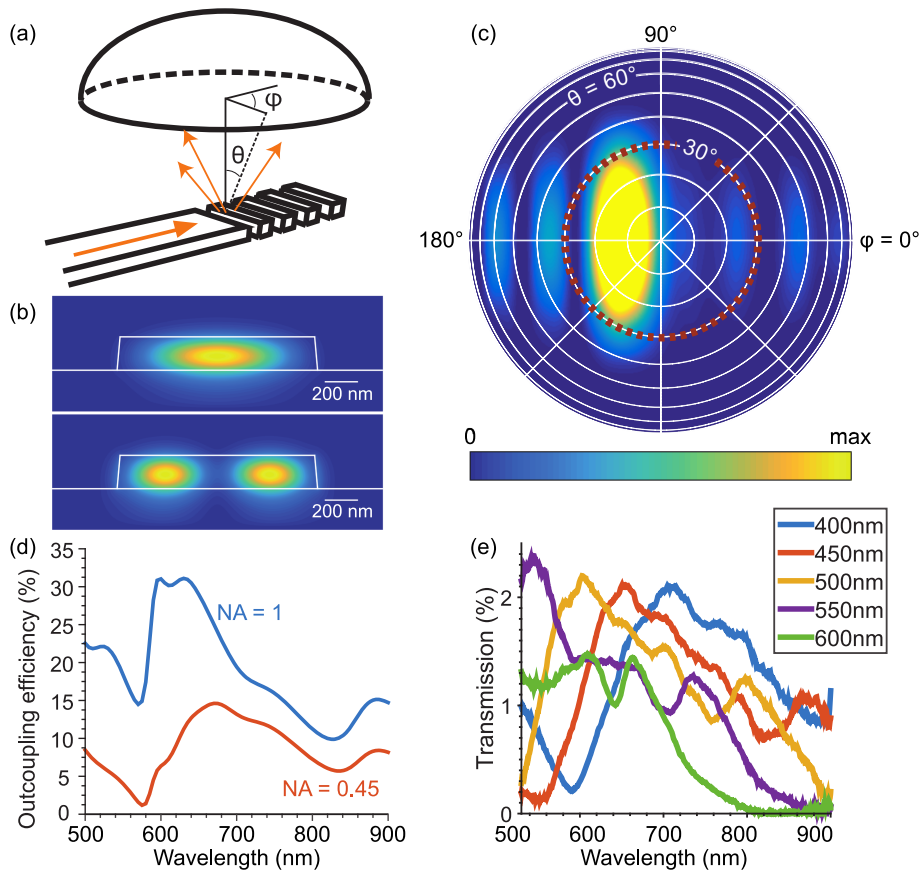 (a)
φ
θ
(b)
200 nm
200 nm
(c)
90°
θ = 60°
30°
180°
φ = 0°
0
max
(d)
Outcoupling efficiency (%)
35
30
25
20
15
10
5
0
NA = 1
NA = 0.45
500
600
700
800
900
Wavelength (nm)
(e)
400nm
450nm
500nm
550nm
600nm
Transmission (%)
2
1
0
500
600
700
800
900
Wavelength (nm)